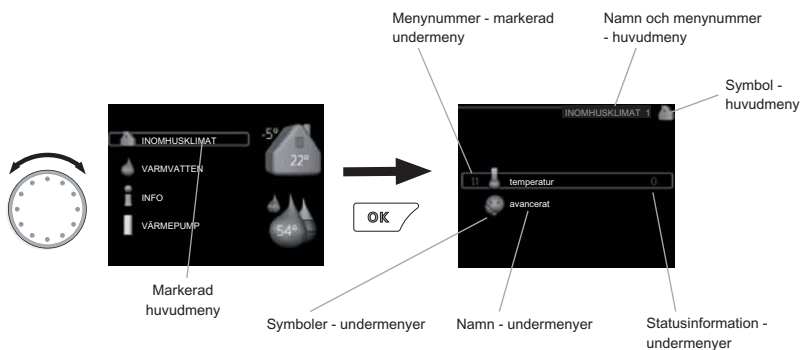 Menynummer - markerad
undermeny
Namn och menynummer
- huvudmeny
Symbol -
huvudmeny
INOMHUSKLIMAT
VARMVATTEN
INFO
VÄRMEPUMP
-5°
22°
54°
OK
INOMHUSKLIMAT 1
11 temperatur 0
avancerat
Markerad
huvudmeny
Symboler - undermenyer
Namn - undermenyer
Statusinformation -
undermenyer